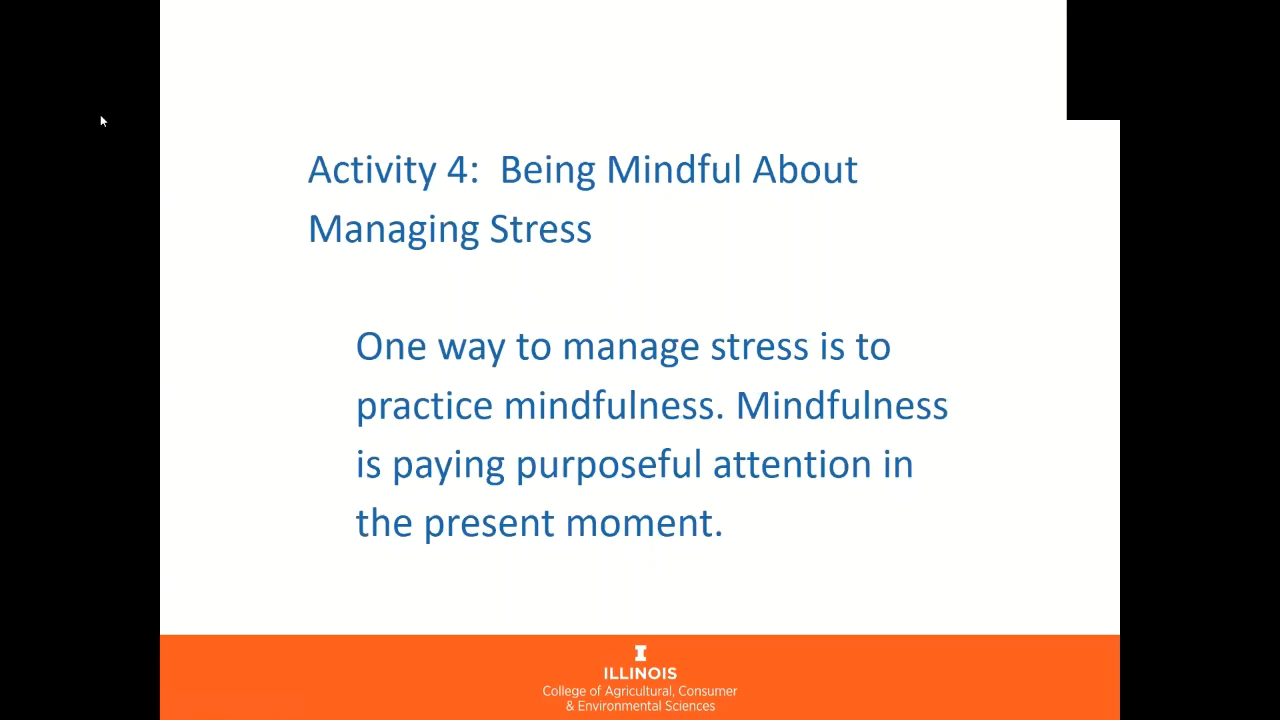 Activity 4:  Being Mindful About
Managing Stress
One way to manage stress is to
practice mindfulness. Mindfulness
is paying purposeful attention in
the present moment.
I
ILLINOIS
College of Agricultural, Consumer
& Environmental Sciences